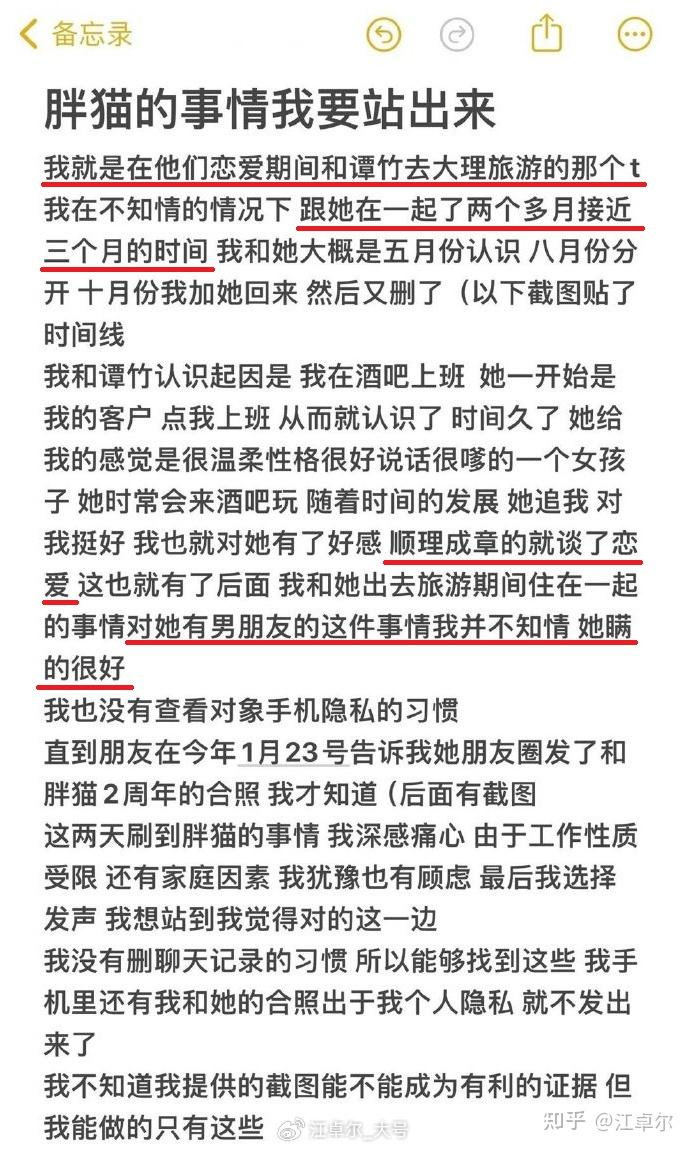 备忘录
胖猫的事情我要站出来
我就是在他们恋爱期间和谭竹去大理旅游的那个t
我在不知情的情况下 跟她在一起了两个多月接近
三个月的时间 我和她大概是五月份认识 八月份分
开 十月份我加她回来 然后又删了（以下截图贴了
时间线
我和谭竹认识起因是 我在酒吧上班 她一开始是
我的客户 点我上班 从而就认识了 时间久了 她给
我的感觉是很温柔性格很好说话很嗲的一个女孩
子 她时常会来酒吧玩 随着时间的发展 她追我 对
我挺好 我也就对她有了好感 顺理成章的就谈了恋
爱 这也就有了后面 我和她出去旅游期间住在一起
的事情对她有男朋友的这件事情我并不知情 她瞒
的很好
我也没有查看对象手机隐私的习惯
直到朋友在今年1月23号告诉我她朋友圈发了和
胖猫2周年的合照 我才知道（后面有截图
这两天刷到胖猫的事情 我深感痛心 由于工作性质
受限 还有家庭因素 我犹豫也有顾虑 最后我选择
发声 我想站到我觉得对的这一边
我没有删聊天记录的习惯 所以能够找到这些 我手
机里还有我和她的合照出于我个人隐私 就不发出
来了
我不知道我提供的截图能不能成为有利的证据 但
我能做的只有这些
江卓尔_大号
知乎 @江卓尔